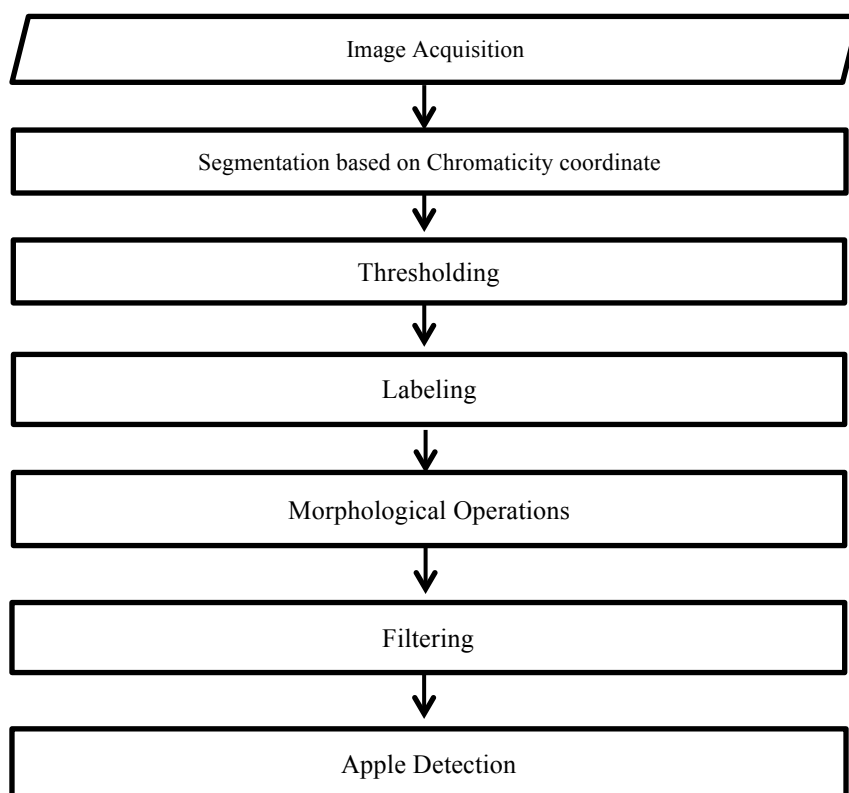 Image Acquisition
Segmentation based on Chromaticity coordinate
Thresholding
Labeling
Morphological Operations
Filtering
Apple Detection